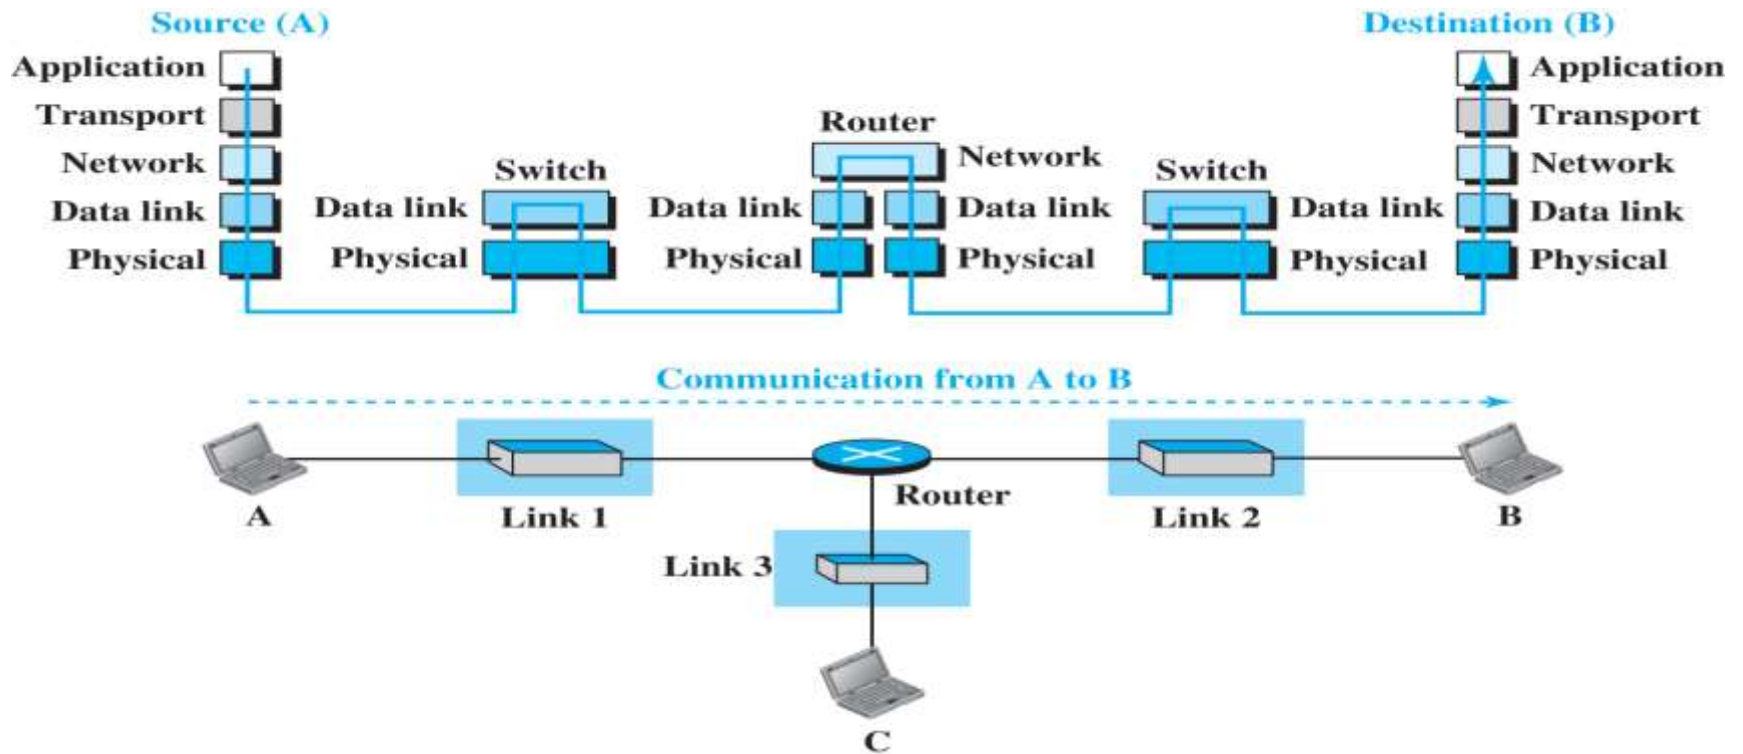 Source (A)
Destination (B)
Application
Application
Transport
Transport
Router
Network
Switch
Network
Switch
Network
Data link
Data link
Data link
Data link
Data link
Data link
Physical
Physical
Physical
Physical
Physical
Physical
Communication from A to B
A
Link 1
Router
Link 2
B
Link 3
C